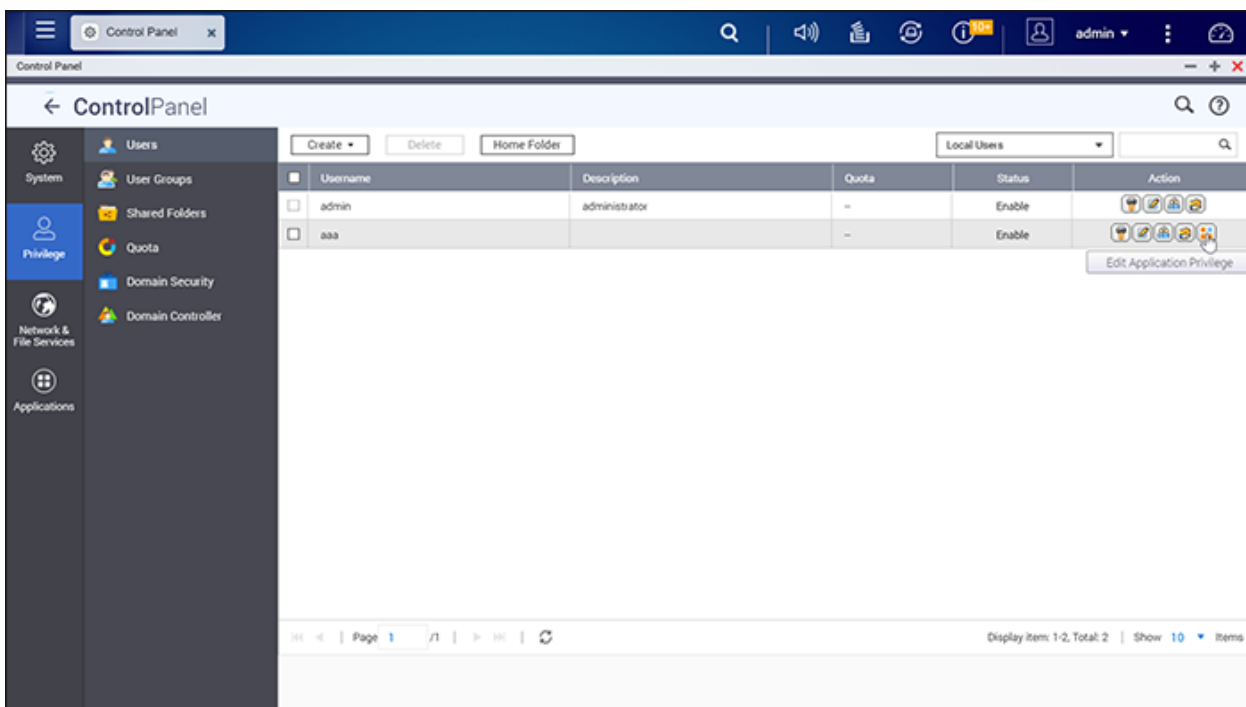 Control Panel x
10+
admin
Control Panel
ControlPanel
System
Privilege
Network &
File Services
Applications
Users
User Groups
Shared Folders
Quota
Domain Security
Domain Controller
Create Delete Home Folder Local Users
Username Description Quota Status Action
admin administrator -- Enable
aaa -- Enable
Edit Application Privilege
Page 1 /1 Display item: 1-2, Total: 2 | Show 10 Items